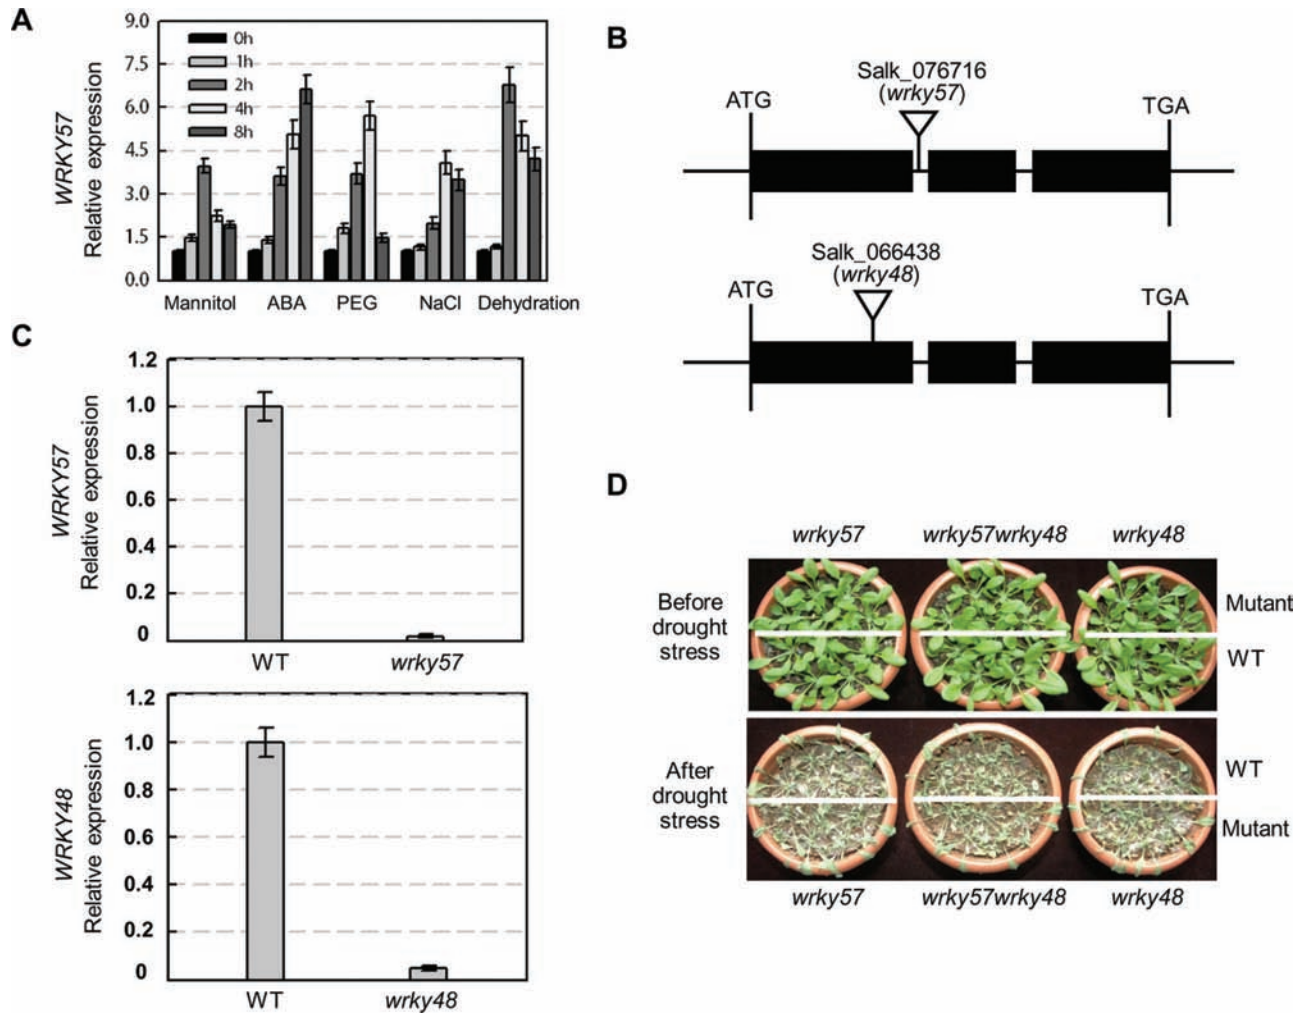 A
WRKY57
Relative expression
9.0
7.5
6.0
4.5
3.0
1.5
0.0
0h
1h
2h
4h
8h
Mannitol
ABA
PEG
NaCl
Dehydration
B
Salk_076716
(wrky57)
ATG
TGA
Salk_066438
(wrky48)
ATG
TGA
C
WRKY57
Relative expression
1.2
1.0
0.8
0.6
0.4
0.2
0
WT
wrky57
WRKY48
Relative expression
1.2
1.0
0.8
0.6
0.4
0.2
0
WT
wrky48
D
wrky57
wrky57wrky48
wrky48
Before
drought
stress
Mutant
WT
After
drought
stress
WT
Mutant
wrky57
wrky57wrky48
wrky48